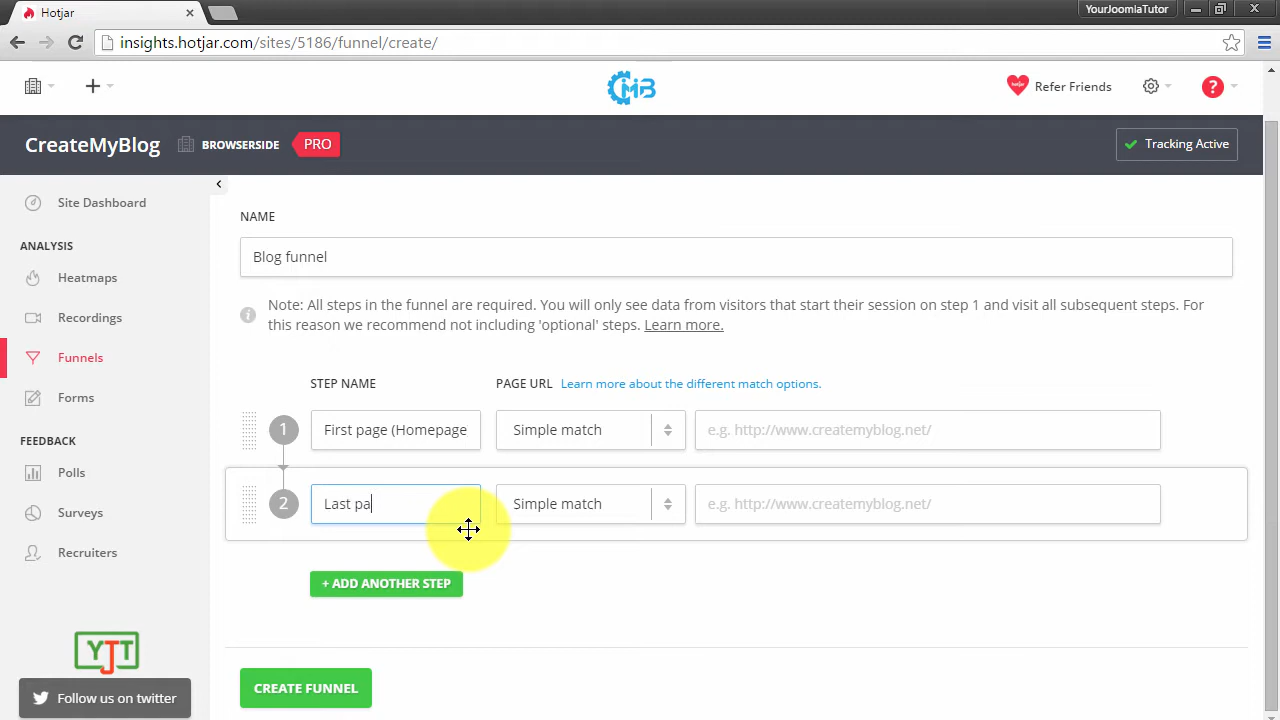 Hotjar
YourJoomlaTutor
insights.hotjar.com/sites/5186/funnel/create/
CMB
Refer Friends
?
CreateMyBlog
BROWSERSIDE
PRO
Tracking Active
Site Dashboard
ANALYSIS
Heatmaps
Recordings
Funnels
Forms
FEEDBACK
Polls
Surveys
Recruiters
YJT
Follow us on twitter
NAME
Blog funnel
Note: All steps in the funnel are required. You will only see data from visitors that start their session on step 1 and visit all subsequent steps. For
this reason we recommend not including 'optional' steps. Learn more.
STEP NAME
PAGE URL
Learn more about the different match options.
1
First page (Homepage
Simple match
e.g. http://www.createmyblog.net/
2
Last pa
Simple match
e.g. http://www.createmyblog.net/
+ ADD ANOTHER STEP
CREATE FUNNEL